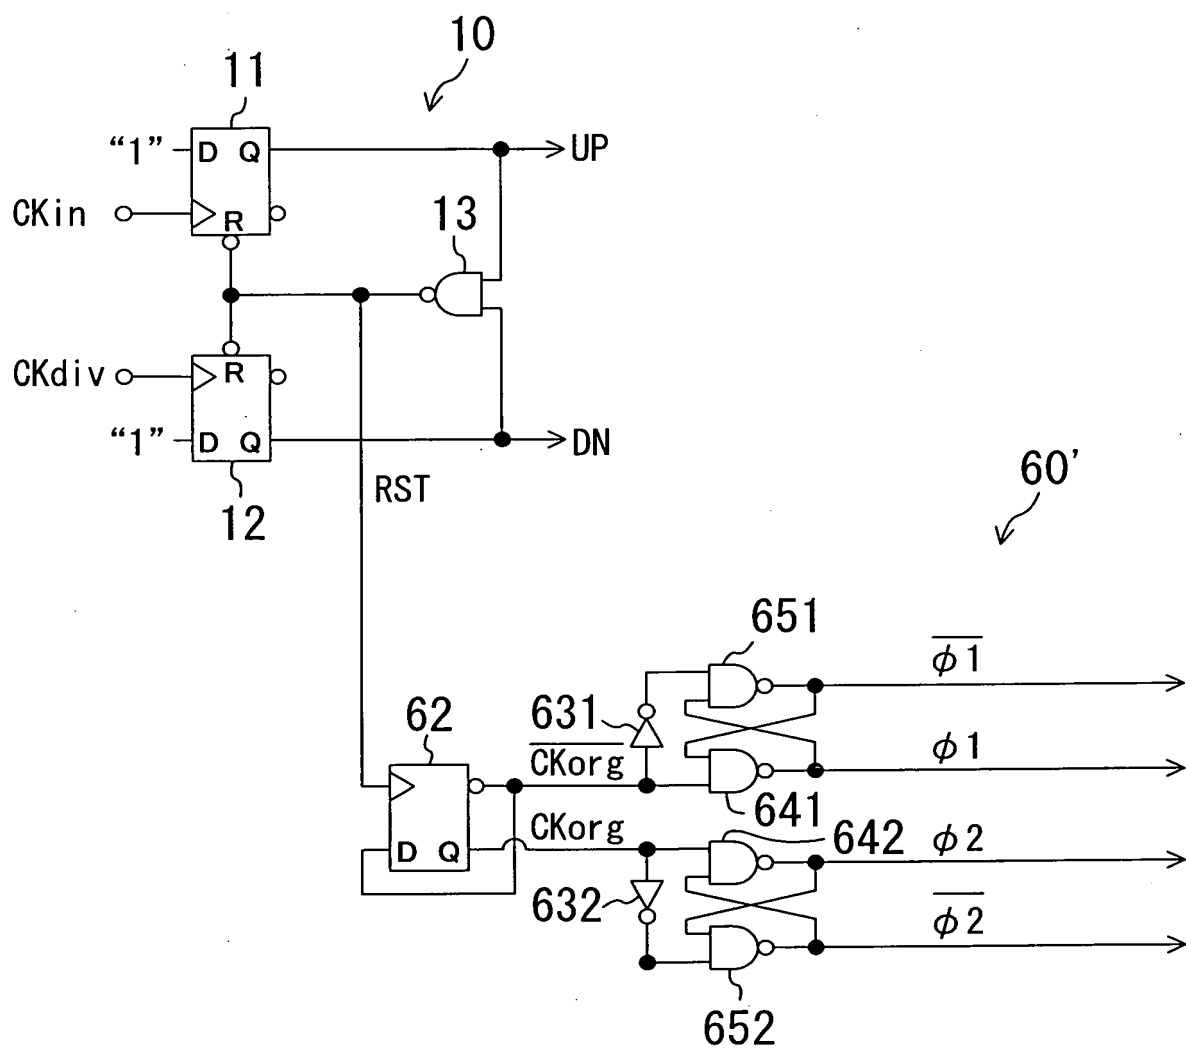 10
11
“1” D Q UP
CKin R
13
CKdiv R
“1” D Q DN
RST
12
60'
651
φ1
62 631
CKorg φ1
641
CKorg 642 φ2
D Q
632 φ2
652